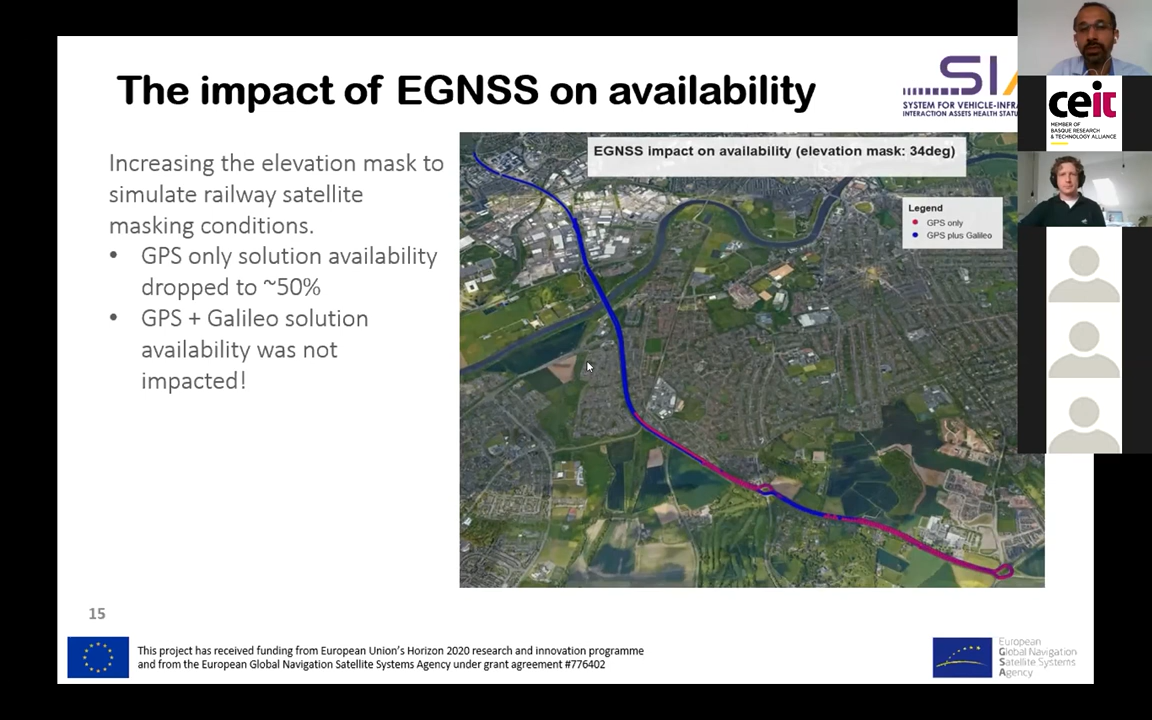 The impact of EGNSS on availability
SI
SYSTEM FOR VEHICLE-INFRA
INTERACTION ASSETS HEALTH STATU
ceit
MEMBER OF
BASQUE RESEARCH
& TECHNOLOGY ALLIANCE
Increasing the elevation mask to
simulate railway satellite
masking conditions.
• GPS only solution availability
dropped to ~50%
• GPS + Galileo solution
availability was not
impacted!
EGNSS impact on availability (elevation mask: 34deg)
Legend
GPS only
GPS plus Galileo
15
This project has received funding from European Union's Horizon 2020 research and innovation programme
and from the European Global Navigation Satellite Systems Agency under grant agreement #776402
European
Global Navigation
Satellite Systems
Agency